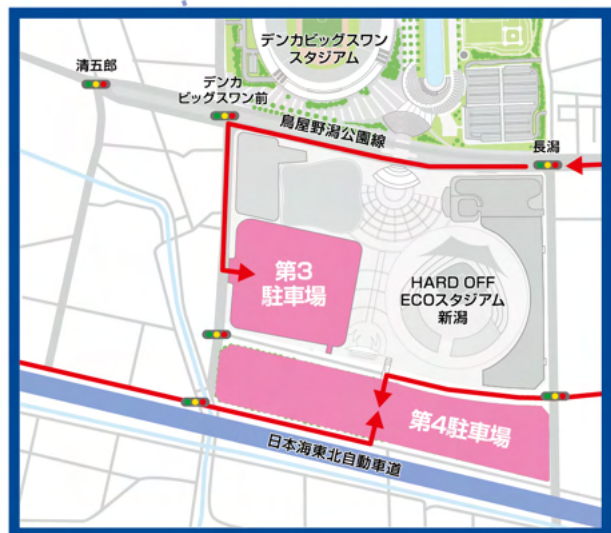 デンカビッグスワン
スタジアム
清五郎
デンカ
ビッグスワン前
鳥屋野潟公園線
長潟
第3
駐車場
HARD OFF
ECOスタジアム
新潟
第4駐車場
日本海東北自動車道